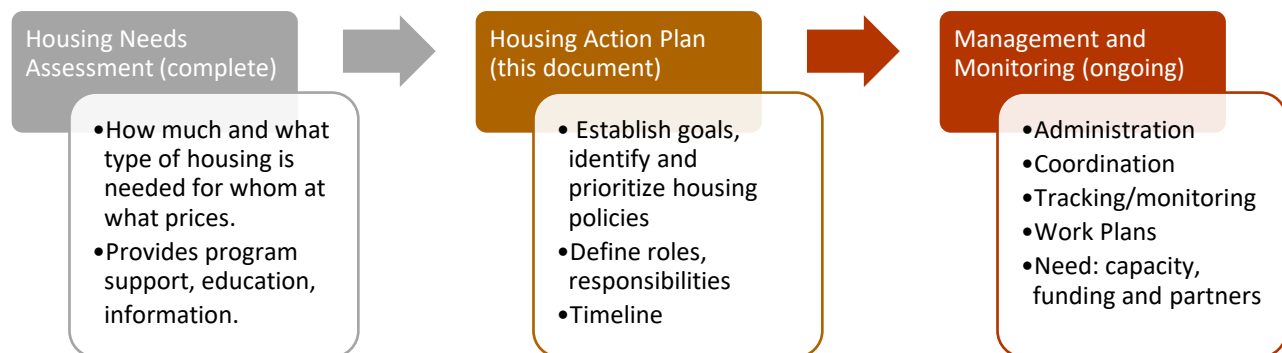 Housing Needs
Assessment (complete)
•How much and what
type of housing is
needed for whom at
what prices.
•Provides program
support, education,
information.
Housing Action Plan
(this document)
• Establish goals,
identify and
prioritize housing
policies
•Define roles,
responsibilities
•Timeline
Management and
Monitoring (ongoing)
•Administration
•Coordination
•Tracking/monitoring
•Work Plans
•Need: capacity,
funding and partners